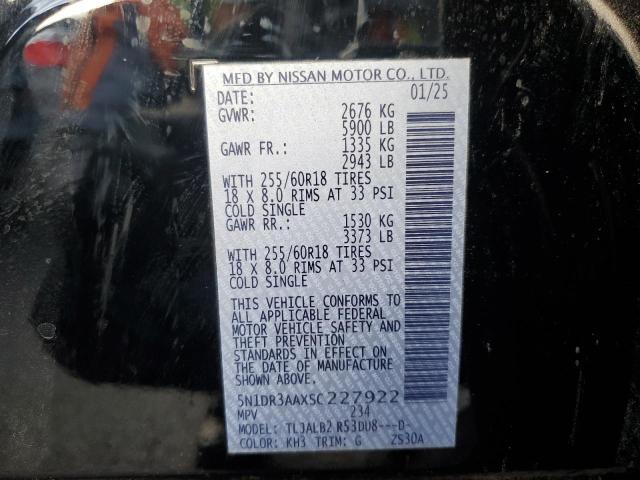 MFD BY NISSAN MOTOR CO., LTD.
DATE: 01/25
GVWR: 2676 KG
5900 LB
GAWR FR.: 1335 KG
2943 LB
WITH 255/60R18 TIRES
18 X 8.0 RIMS AT 33 PSI
COLD SINGLE
GAWR RR.: 1530 KG
3373 LB
WITH 255/60R18 TIRES
18 X 8.0 RIMS AT 33 PSI
COLD SINGLE
THIS VEHICLE CONFORMS TO
ALL APPLICABLE FEDERAL
MOTOR VEHICLE SAFETY AND
THEFT PREVENTION
STANDARDS IN EFFECT ON
THE DATE OF MANUFACTURE
SHOWN ABOVE.
5N1DR3AAXSC227922
MPV 234
MODEL: TL3ALB2 R53DU8---D-
COLOR: KH3 TRIM: G ZS30A